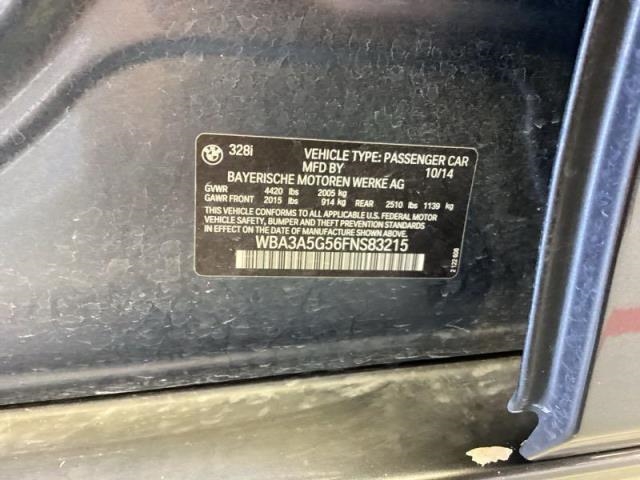 328i
VEHICLE TYPE: PASSENGER CAR
MFD BY 10/14
BAYERISCHE MOTOREN WERKE AG
GVWR 4420 lbs 2005 kg
GAWR FRONT 2015 lbs 914 kg REAR 2510 lbs 1139 kg
THIS VEHICLE CONFORMS TO ALL APPLICABLE U.S. FEDERAL MOTOR
VEHICLE SAFETY, BUMPER AND THEFT PREVENTION STANDARDS
IN EFFECT ON THE DATE OF MANUFACTURE SHOWN ABOVE.
WBA3A5G56FNS83215